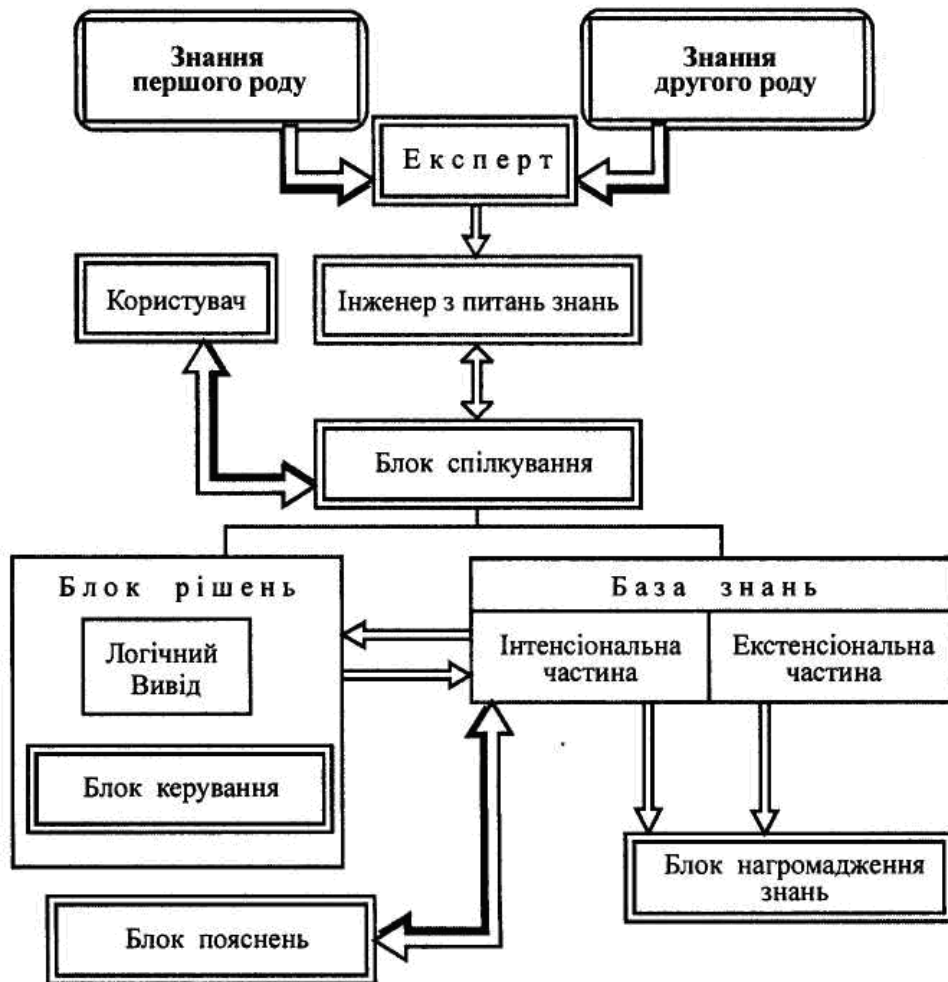 Знання
першого роду
Знання
другого роду
Експерт
Користувач
Інженер з питань знань
Блок спілкування
Блок рішень
Логічний
Вивід
Блок керування
База знань
Інтенсіональна
частина
Екстенсіональна
частина
Блок нагромадження
знань
Блок пояснень